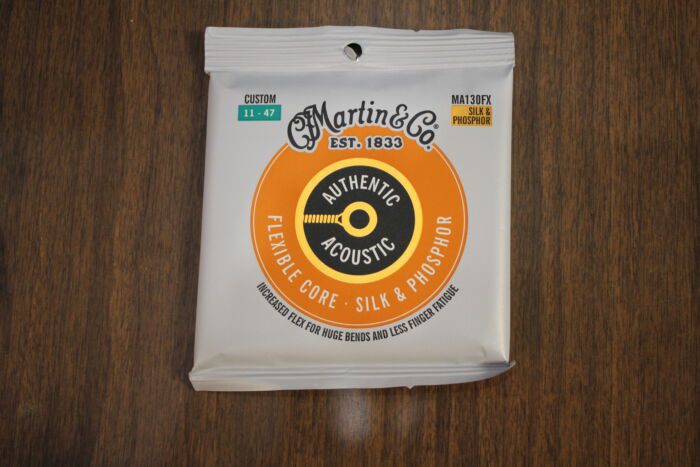 CUSTOM
11 - 47
CFMartin & Co.®
EST. 1833
MA130FX
SILK &
PHOSPHOR
AUTHENTIC
ACOUSTIC
FLEXIBLE CORE · SILK & PHOSPHOR
INCREASED FLEX FOR HUGE BENDS AND LESS FINGER FATIGUE